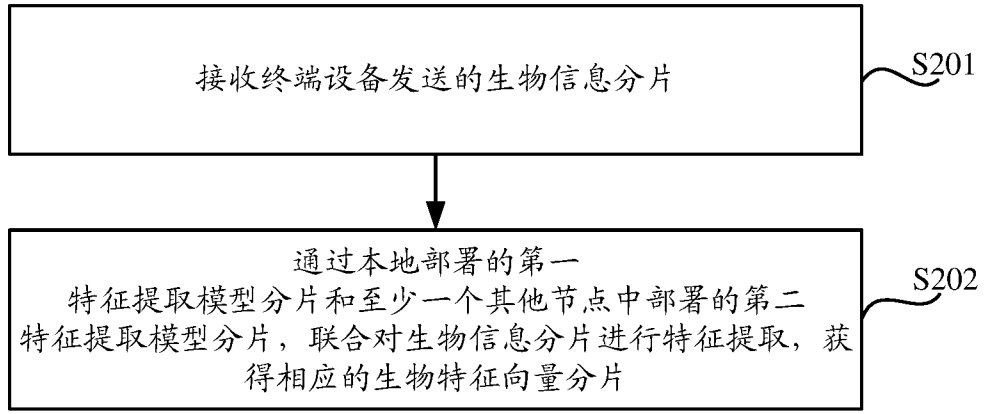 接收终端设备发送的生物信息分片
S201
通过本地部署的第一
特征提取模型分片和至少一个其他节点中部署的第二
特征提取模型分片，联合对生物信息分片进行特征提取，获
得相应的生物特征向量分片
S202